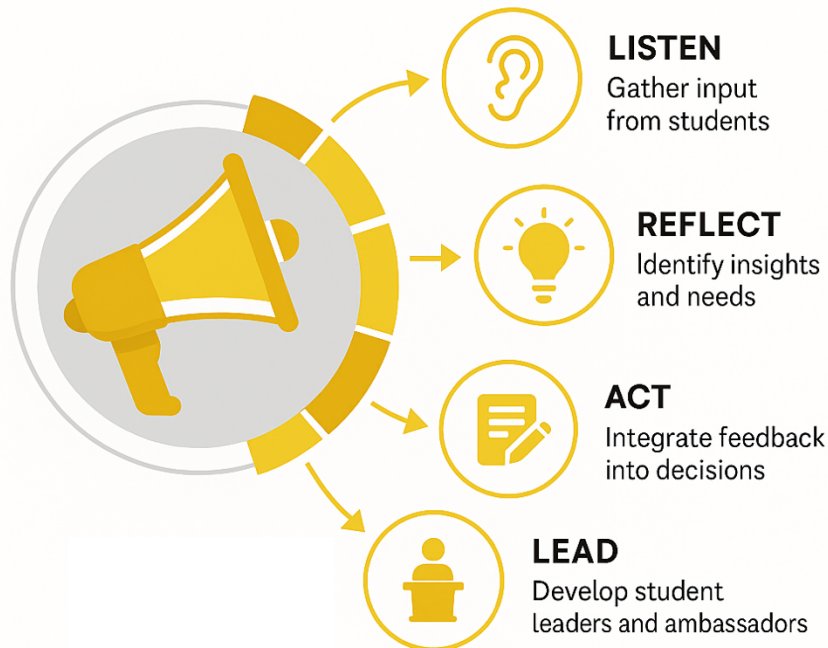 LISTEN
Gather input
from students
REFLECT
Identify insights
and needs
ACT
Integrate feedback
into decisions
LEAD
Develop student
leaders and ambassadors